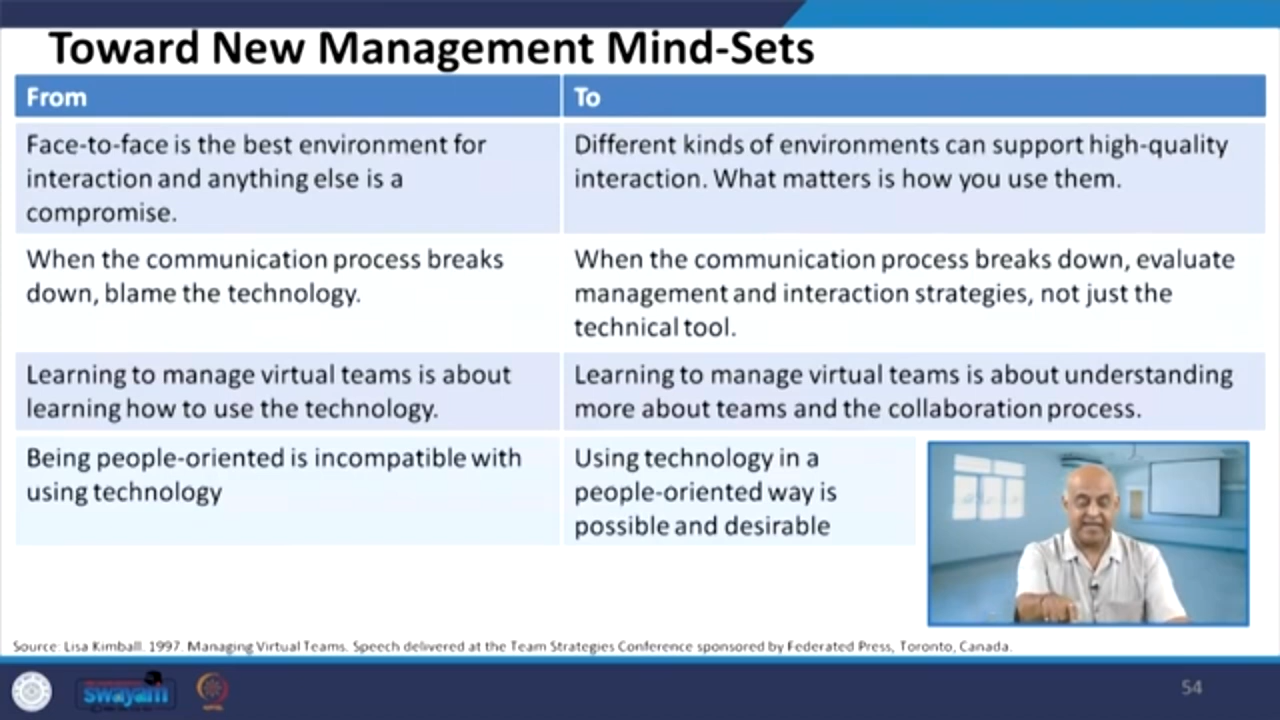 Toward New Management Mind-Sets
From
To
Face-to-face is the best environment for
interaction and anything else is a
compromise.
Different kinds of environments can support high-quality
interaction. What matters is how you use them.
When the communication process breaks
down, blame the technology.
When the communication process breaks down, evaluate
management and interaction strategies, not just the
technical tool.
Learning to manage virtual teams is about
learning how to use the technology.
Learning to manage virtual teams is about understanding
more about teams and the collaboration process.
Being people-oriented is incompatible with
using technology
Using technology in a
people-oriented way is
possible and desirable
Source: Lisa Kimball. 1997. Managing Virtual Teams. Speech delivered at the Team Strategies Conference sponsored by Federated Press, Toronto, Canada.
swayam
54